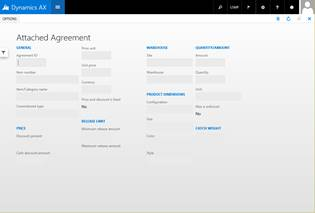 Dynamics AX
USMF
OPTIONS
Attached Agreement
GENERAL
Agreement ID
Item number
Item/Category name
Commitment type
PRICE
Discount percent
Cash discount amount
Price unit
Unit price
Currency
Price and discount is fixed
No
RELEASE LIMIT
Minimum release amount
Maximum release amount
WAREHOUSE
Site
Warehouse
PRODUCT DIMENSIONS
Configuration
Size
Color
Style
QUANTITY/AMOUNT
Amount
Quantity
Unit
Max is enforced
No
CATCH WEIGHT